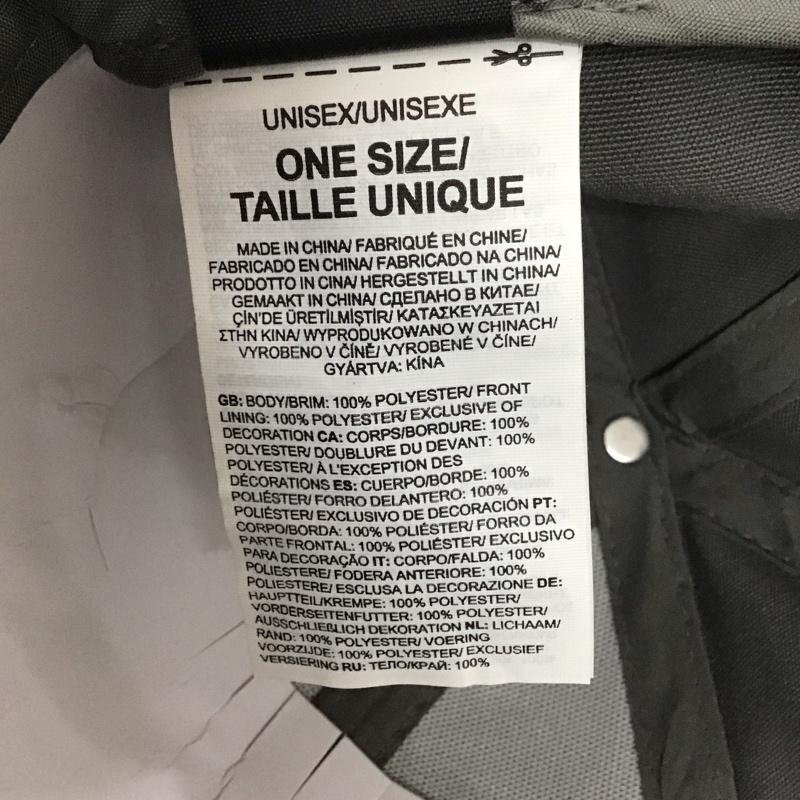 UNISEX/UNISEXE
ONE SIZE/
TAILLE UNIQUE
MADE IN CHINA/ FABRIQUÉ EN CHINE/
FABRICADO EN CHINA/ FABRICADO NA CHINA/
PRODOTTO IN CINA/ HERGESTELLT IN CHINA/
GEMAAKT IN CHINA/ СДЕЛАНО В КИТАЕ/
ÇİN'DE ÜRETİLMİŞTİR/ ΚΑΤΑΣΚΕΥΑΖΕΤΑΙ
ΣΤΗΝ ΚΙΝΑ/ WYPRODUKOWANO W CHINACH/
VYROBENO V ČÍNĚ/ VYROBENÉ V ČÍNE/
GYÁRTVA: KÍNA
GB: BODY/BRIM: 100% POLYESTER/ FRONT
LINING: 100% POLYESTER/ EXCLUSIVE OF
DECORATION CA: CORPS/BORDURE: 100%
POLYESTER/ DOUBLURE DU DEVANT: 100%
POLYESTER/ À L'EXCEPTION DES
DÉCORATIONS ES: CUERPO/BORDE: 100%
POLIÉSTER/ FORRO DELANTERO: 100%
POLIÉSTER/ EXCLUSIVO DE DECORACIÓN PT:
CORPO/BORDA: 100% POLIÉSTER/ FORRO DA
PARTE FRONTAL: 100% POLIÉSTER/ EXCLUSIVO
PARA DECORAÇÃO IT: CORPO/FALDA: 100%
POLIESTERE/ FODERA ANTERIORE: 100%
POLIESTERE/ ESCLUSA LA DECORAZIONE DE:
HAUPTTEIL/KREMPE: 100% POLYESTER/
VORDERSEITENFUTTER: 100% POLYESTER/
AUSSCHLIEßLICH DEKORATION NL: LICHAAM/
RAND: 100% POLYESTER/ VOERING
VOORZIJDE: 100% POLYESTER/ EXCLUSIEF
VERSIERING RU: ТЕЛО/КРАЙ: 100%